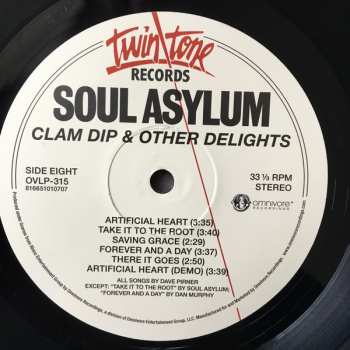 Twin/Tone
RECORDS
SOUL ASYLUM
CLAM DIP & OTHER DELIGHTS
SIDE EIGHT
OVLP-315
816651010707
33 ⅓ RPM
STEREO
omnivore
RECORDINGS
ARTIFICIAL HEART (3:35)
TAKE IT TO THE ROOT (3:40)
SAVING GRACE (2:29)
FOREVER AND A DAY (3:37)
THERE IT GOES (2:50)
ARTIFICIAL HEART (DEMO) (3:39)
ALL SONGS BY DAVE PIRNER
EXCEPT: "TAKE IT TO THE ROOT" BY SOUL ASYLUM;
"FOREVER AND A DAY" BY DAN MURPHY